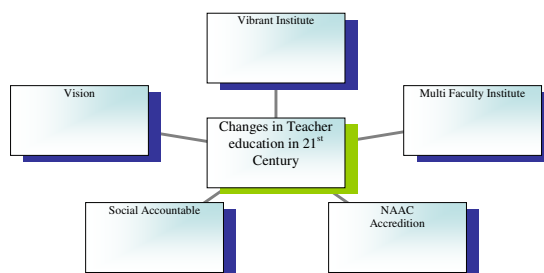 Vibrant Institute
Vision
Multi Faculty Institute
Changes in Teacher
education in 21st
Century
Social Accountable
NAAC
Accredition